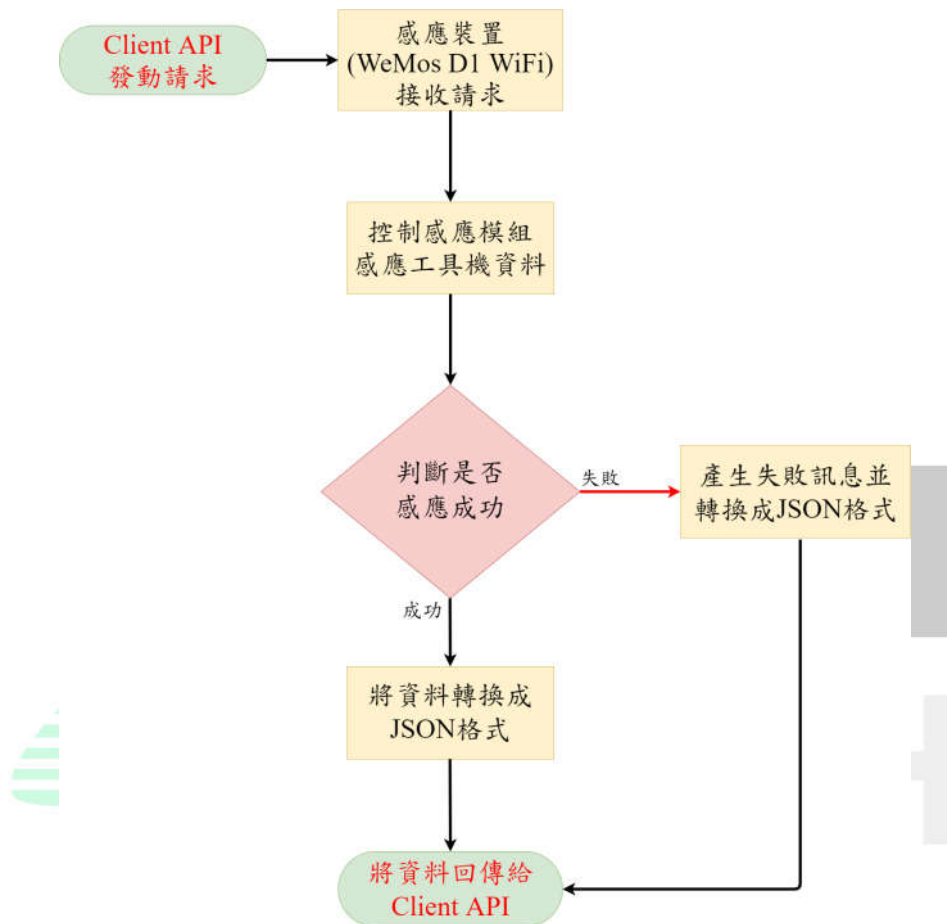 Client API
發動請求
感應裝置
(WeMos D1 WiFi)
接收請求
控制感應模組
感應工具機資料
判斷是否
感應成功
失敗
產生失敗訊息並
轉換成JSON格式
成功
將資料轉換成
JSON格式
將資料回傳給
Client API